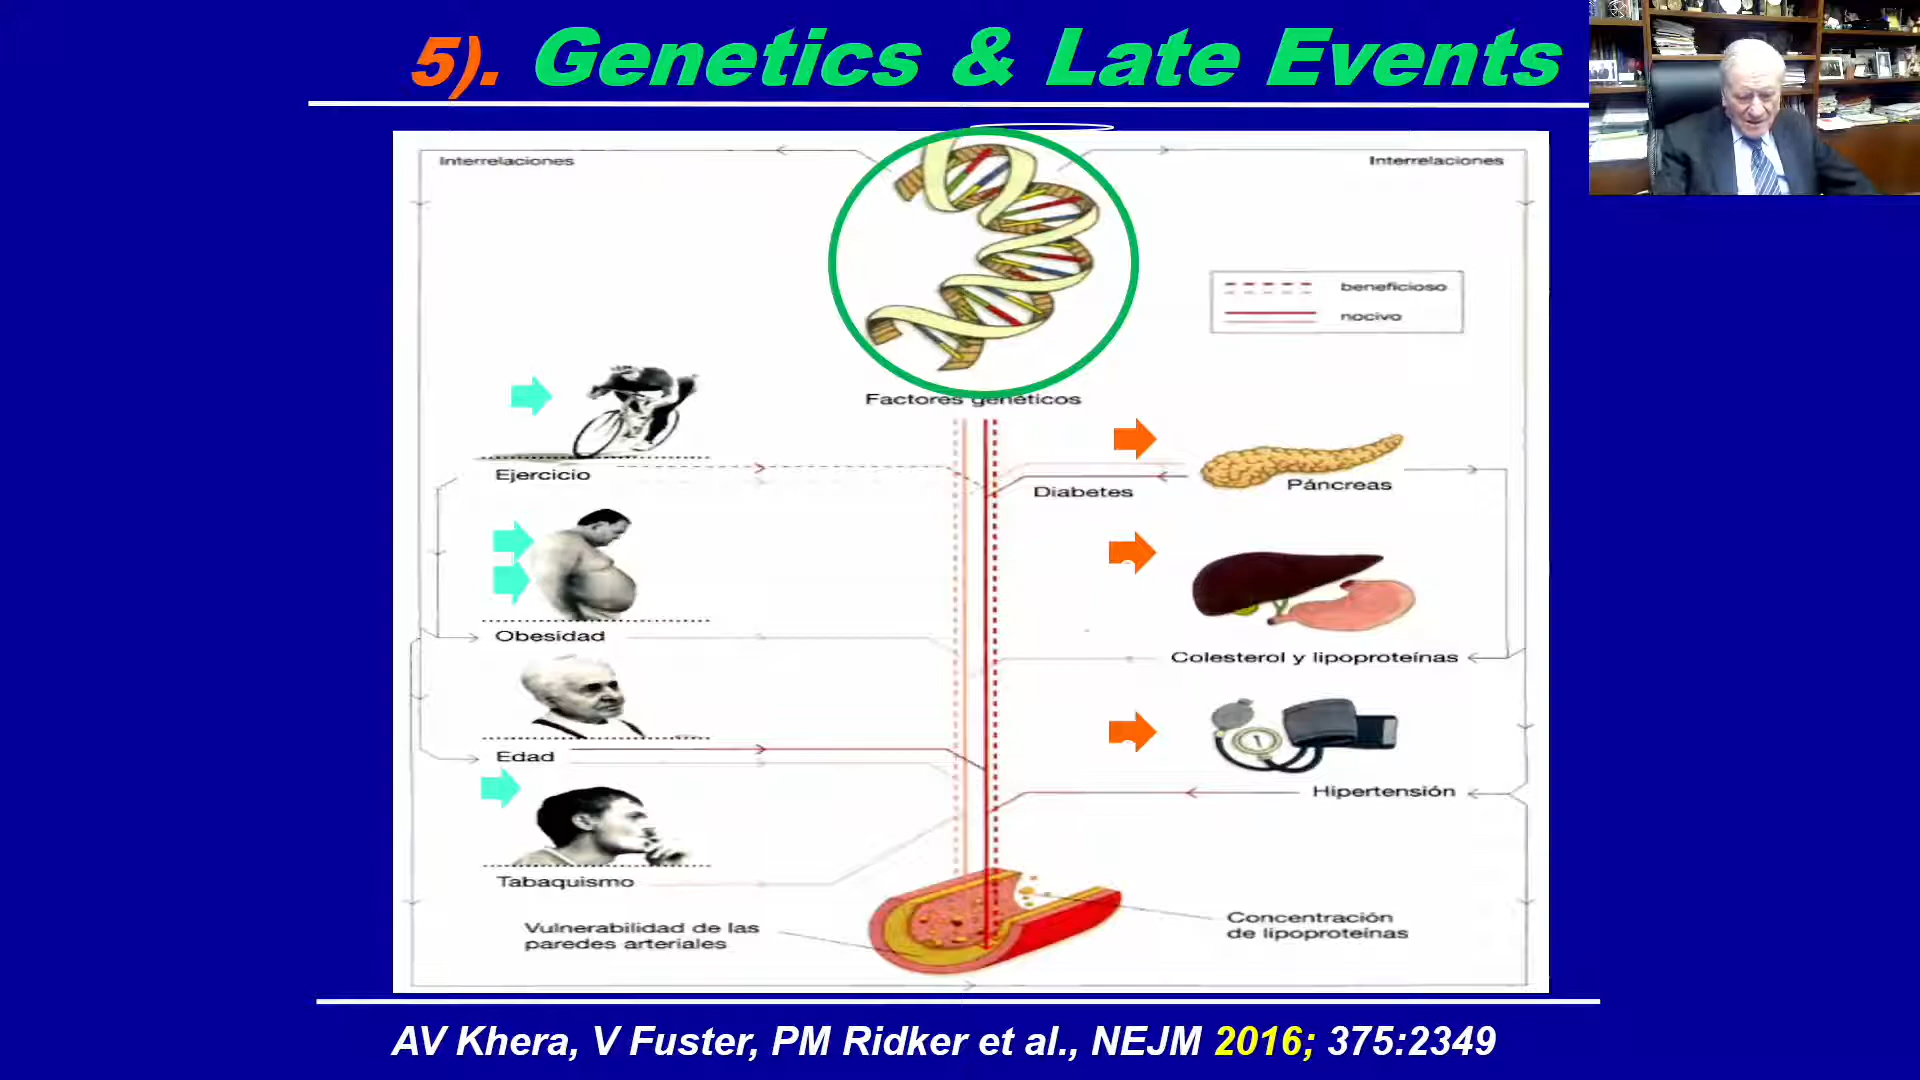 5). Genetics & Late Events
Interrelaciones
Interrelaciones
beneficioso
nocivo
Factores genéticos
Ejercicio
Diabetes
Páncreas
Obesidad
Colesterol y lipoproteínas
Edad
Hipertensión
Tabaquismo
Vulnerabilidad de las
paredes arteriales
Concentración
de lipoproteínas
AV Khera, V Fuster, PM Ridker et al., NEJM 2016; 375:2349